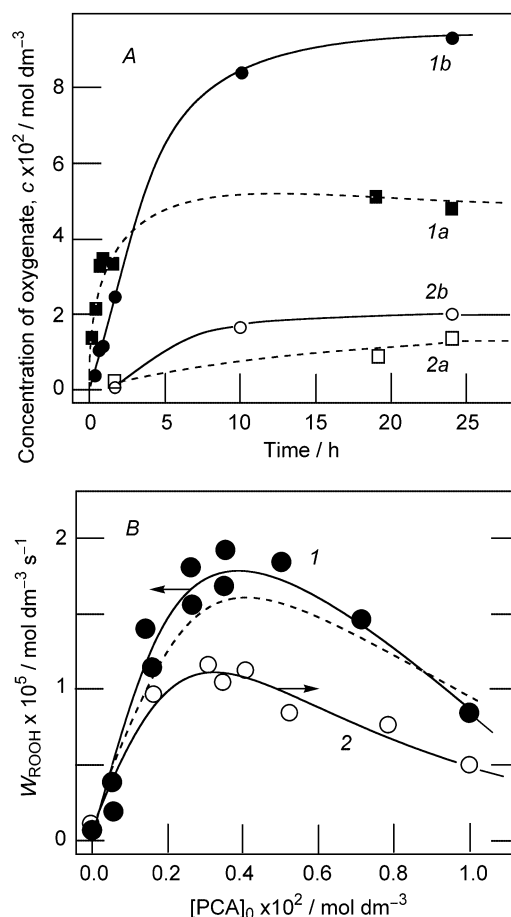 Concentration of oxygenate, c x10² / mol dm⁻³
A
8
6
4
2
0
1b
1a
2b
2a
0 5 10 15 20 25
Time / h
W_ROOH x 10⁵ / mol dm⁻³ s⁻¹
B
1
2
1
0
2
0.0 0.2 0.4 0.6 0.8 1.0
[PCA]₀ x10² / mol dm⁻³